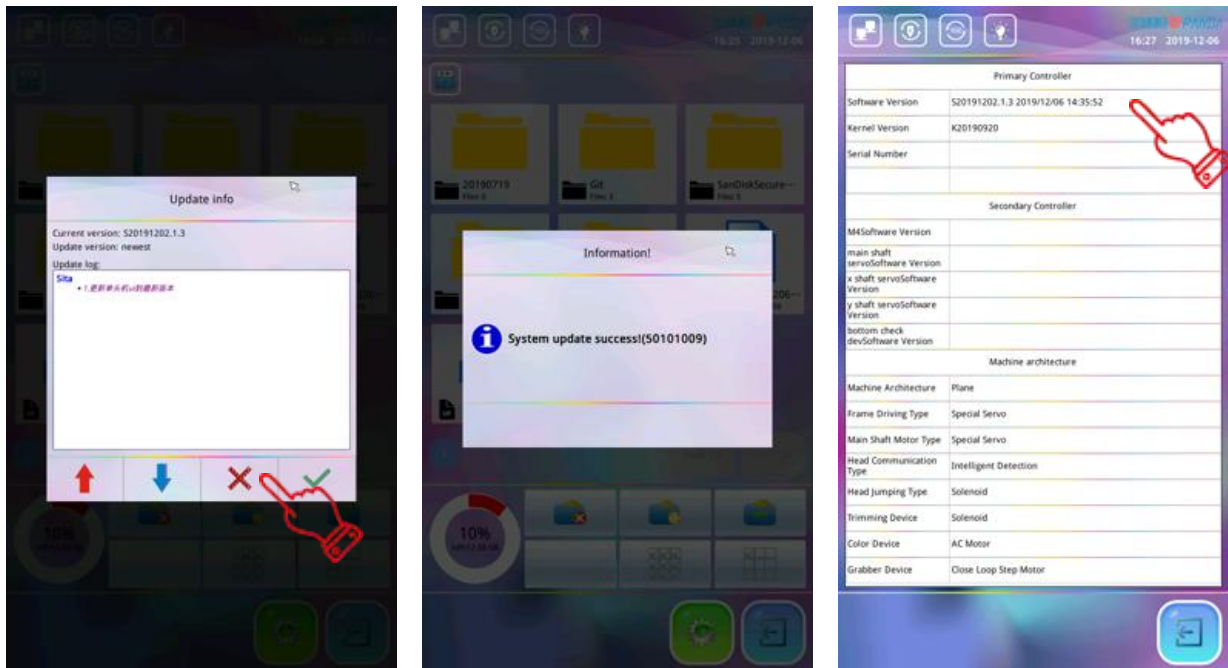 Update info
Current version: S20191202.1.3
Update version: newest
Update log:
Sita
• 1.更新单头机ui到最新版本
10%
16:25 2019-12-06
20190719
Files 0
Git
SanDiskSecure···
Information!
System update success!(50101009)
10%
16:27 2019-12-06
Primary Controller
Software Version S20191202.1.3 2019/12/06 14:35:52
Kernel Version K20190920
Serial Number
Secondary Controller
M4Software Version
main shaft
servoSoftware Version
x shaft servoSoftware
Version
y shaft servoSoftware
Version
bottom check
devSoftware Version
Machine architecture
Machine Architecture Plane
Frame Driving Type Special Servo
Main Shaft Motor Type Special Servo
Head Communication
Type Intelligent Detection
Head Jumping Type Solenoid
Trimming Device Solenoid
Color Device AC Motor
Grabber Device Close Loop Step Motor